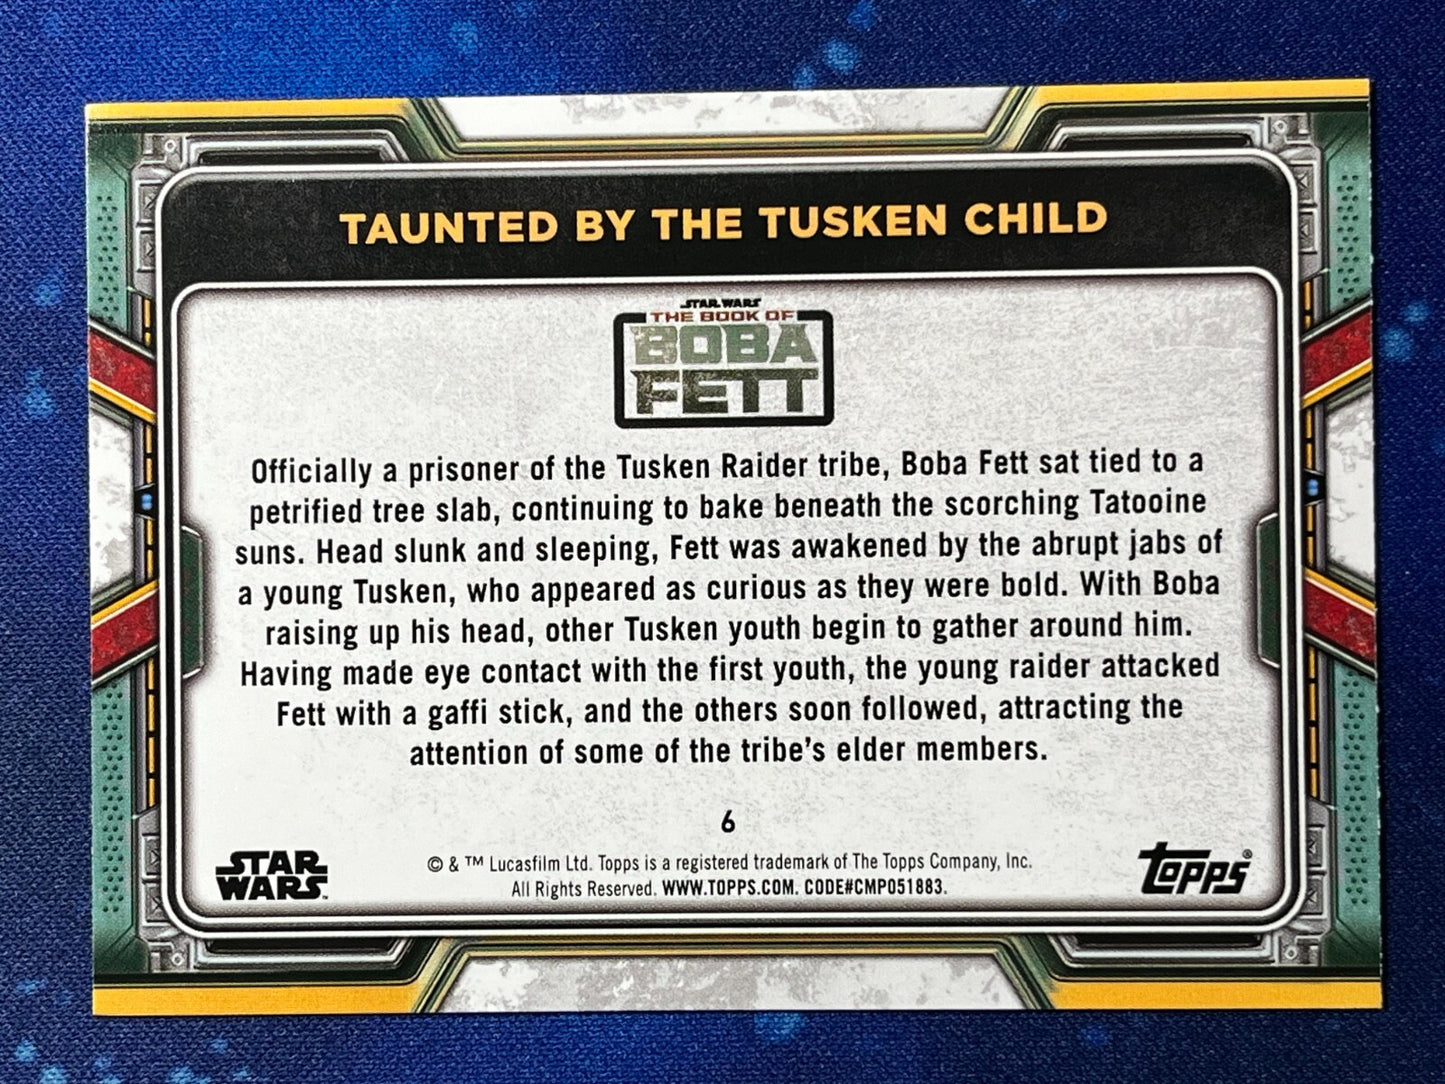 TAUNTED BY THE TUSKEN CHILD
STAR WARS
THE BOOK OF
BOBA
FETT
Officially a prisoner of the Tusken Raider tribe, Boba Fett sat tied to a
petrified tree slab, continuing to bake beneath the scorching Tatooine
suns. Head slunk and sleeping, Fett was awakened by the abrupt jabs of
a young Tusken, who appeared as curious as they were bold. With Boba
raising up his head, other Tusken youth begin to gather around him.
Having made eye contact with the first youth, the young raider attacked
Fett with a gaffi stick, and the others soon followed, attracting the
attention of some of the tribe's elder members.
6
STAR
WARS™
© & ™ Lucasfilm Ltd. Topps is a registered trademark of The Topps Company, Inc.
All Rights Reserved. WWW.TOPPS.COM. CODE#CMP051883.
topps®